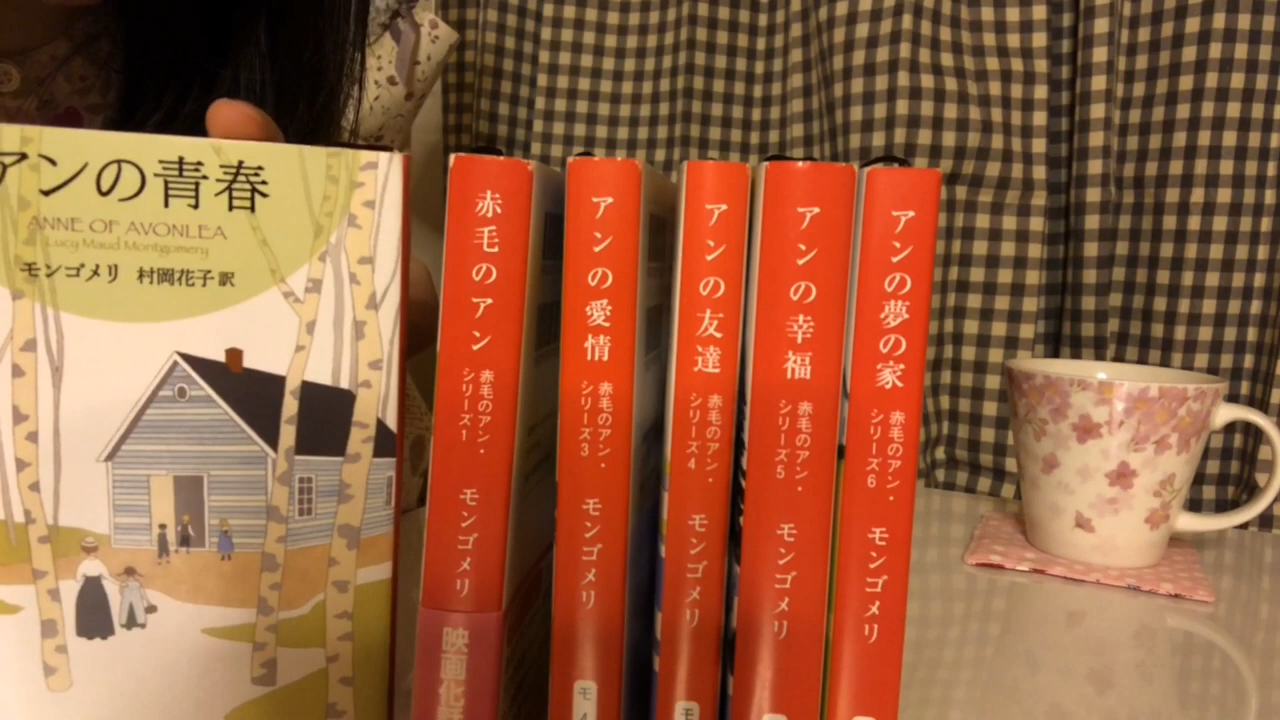 アンの青春
ANNE OF AVONLEA
Lucy Maud Montgomery
モンゴメリ 村岡花子 訳
赤毛のアン
赤毛のアン・
シリーズ1
モンゴメリ
映画化
アンの愛情
赤毛のアン・
シリーズ3
モンゴメリ
モ
4
アンの友達
赤毛のアン・
シリーズ4
モンゴメリ
モ
アンの幸福
赤毛のアン・
シリーズ5
モンゴメリ
アンの夢の家
赤毛のアン・
シリーズ6
モンゴメリ